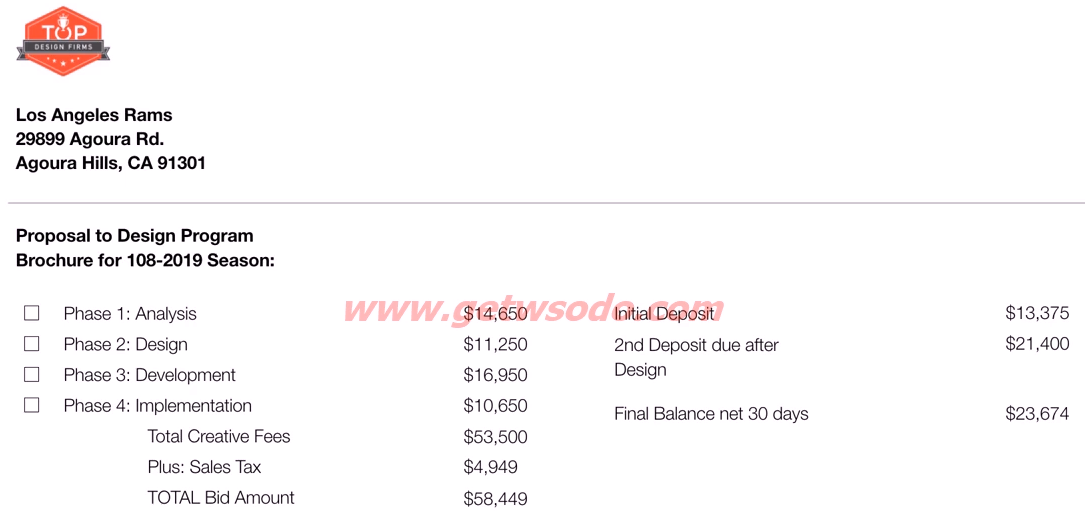 TOP
DESIGN FIRMS
Los Angeles Rams
29899 Agoura Rd.
Agoura Hills, CA 91301
Proposal to Design Program
Brochure for 108-2019 Season:
Phase 1: Analysis $14,650
Phase 2: Design $11,250
Phase 3: Development $16,950
Phase 4: Implementation $10,650
Total Creative Fees $53,500
Plus: Sales Tax $4,949
TOTAL Bid Amount $58,449
Initial Deposit $13,375
2nd Deposit due after $21,400
Design
Final Balance net 30 days $23,674
www.getwsodo.com